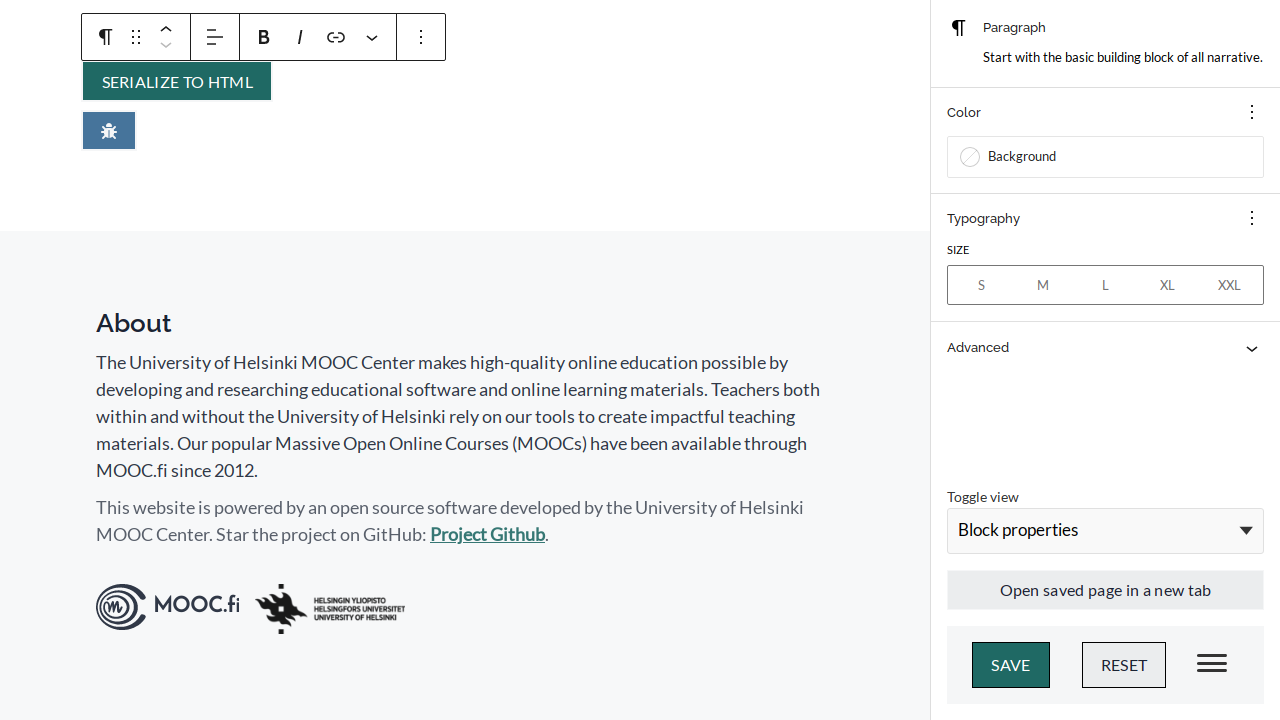 SERIALIZE TO HTML
About
The University of Helsinki MOOC Center makes high-quality online education possible by
developing and researching educational software and online learning materials. Teachers both
within and without the University of Helsinki rely on our tools to create impactful teaching
materials. Our popular Massive Open Online Courses (MOOCs) have been available through
MOOC.fi since 2012.
This website is powered by an open source software developed by the University of Helsinki
MOOC Center. Star the project on GitHub: Project Github.
MOOC.fi
HELSINGIN YLIOPISTO
HELSINGFORS UNIVERSITET
UNIVERSITY OF HELSINKI
Paragraph
Start with the basic building block of all narrative.
Color
Background
Typography
SIZE
S M L XL XXL
Advanced
Toggle view
Block properties
Open saved page in a new tab
SAVE RESET